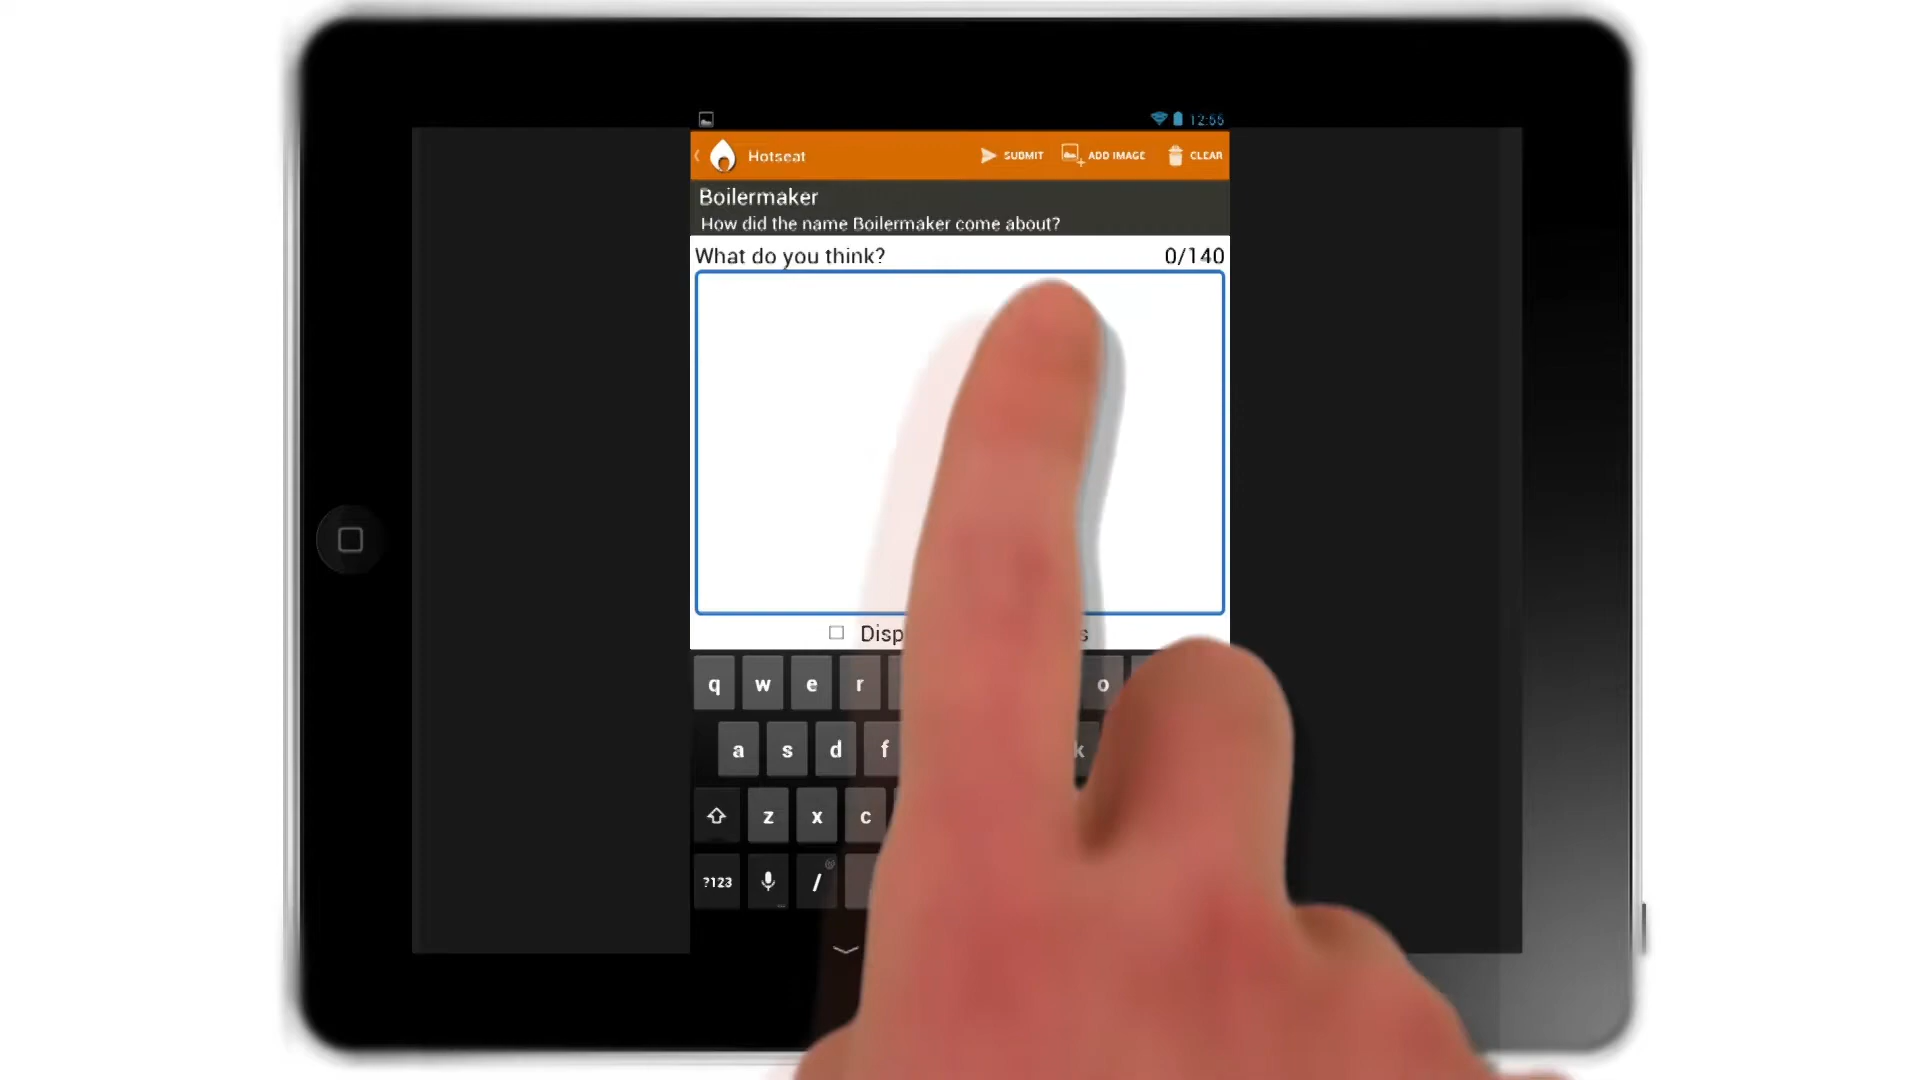 12:55
Hotseat SUBMIT ADD IMAGE CLEAR
Boilermaker
How did the name Boilermaker come about?
What do you think? 0/140
q w e r o
a s d f k
z x c
?123 /